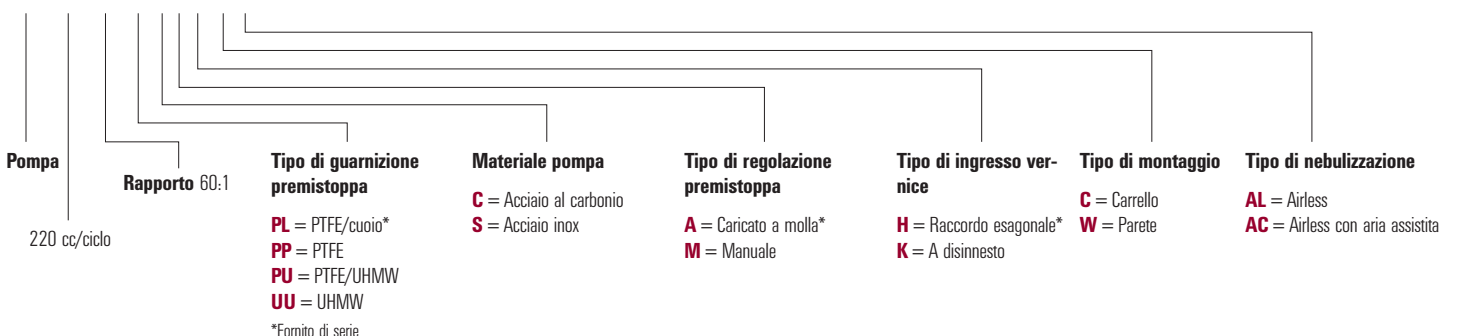 Pompa
220 cc/ciclo
Rapporto 60:1
Tipo di guarnizione
premistoppa
PL = PTFE/cuoio*
PP = PTFE
PU = PTFE/UHMW
UU = UHMW
*Fornito di serie
Materiale pompa
C = Acciaio al carbonio
S = Acciaio inox
Tipo di regolazione
premistoppa
A = Caricato a molla*
M = Manuale
Tipo di ingresso ver-
nice
H = Raccordo esagonale*
K = A disinnesto
Tipo di montaggio
C = Carrello
W = Parete
Tipo di nebulizzazione
AL = Airless
AC = Airless con aria assistita